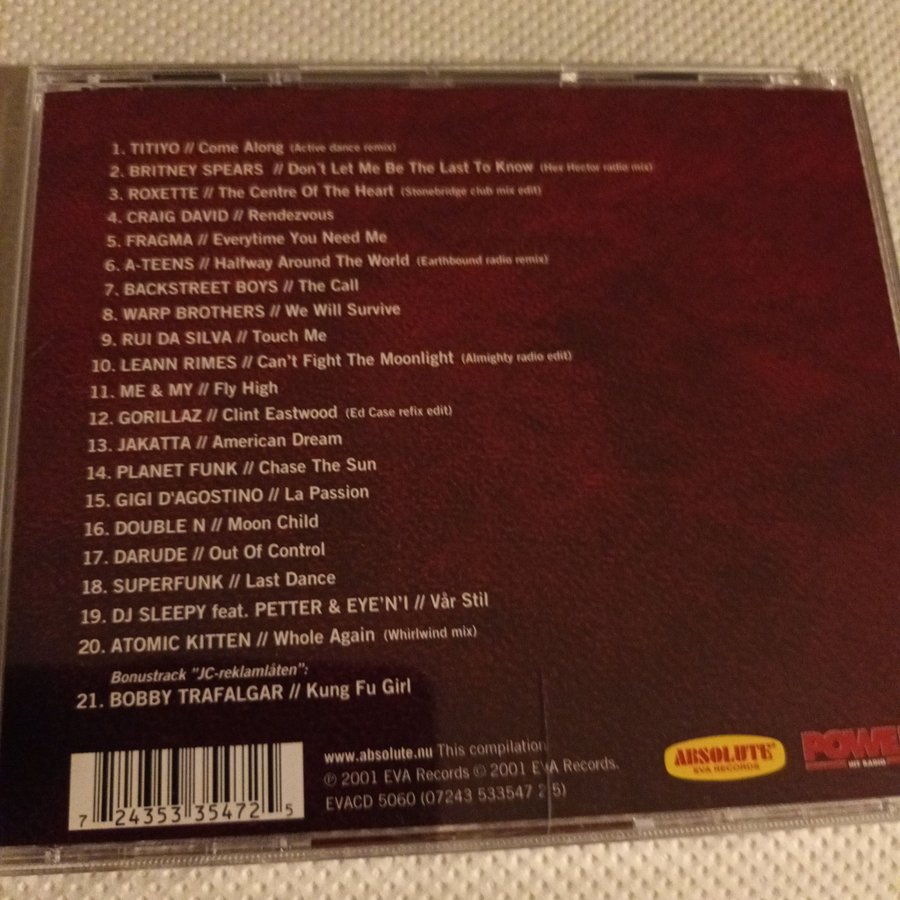 1. TITIYO // Come Along (Active dance remix)
2. BRITNEY SPEARS // Don't Let Me Be The Last To Know (Hex Hector radio mix)
3. ROXETTE // The Centre Of The Heart (Stonebridge club mix edit)
4. CRAIG DAVID // Rendezvous
5. FRAGMA // Everytime You Need Me
6. A-TEENS // Halfway Around The World (Earthbound radio remix)
7. BACKSTREET BOYS // The Call
8. WARP BROTHERS // We Will Survive
9. RUI DA SILVA // Touch Me
10. LEANN RIMES // Can't Fight The Moonlight (Almighty radio edit)
11. ME & MY // Fly High
12. GORILLAZ // Clint Eastwood (Ed Case refix edit)
13. JAKATTA // American Dream
14. PLANET FUNK // Chase The Sun
15. GIGI D'AGOSTINO // La Passion
16. DOUBLE N // Moon Child
17. DARUDE // Out Of Control
18. SUPERFUNK // Last Dance
19. DJ SLEEPY feat. PETTER & EYE'N'I // Vår Stil
20. ATOMIC KITTEN // Whole Again (Whirlwind mix)
Bonustrack "JC-reklamlåten":
21. BOBBY TRAFALGAR // Kung Fu Girl
www.absolute.nu This compilation
℗ 2001 EVA Records © 2001 EVA Records.
EVACD 5060 (07243 533547 2 5)
7 24353 35472 5
ABSOLUTE
EVA RECORDS
POWE
HIT RADIO